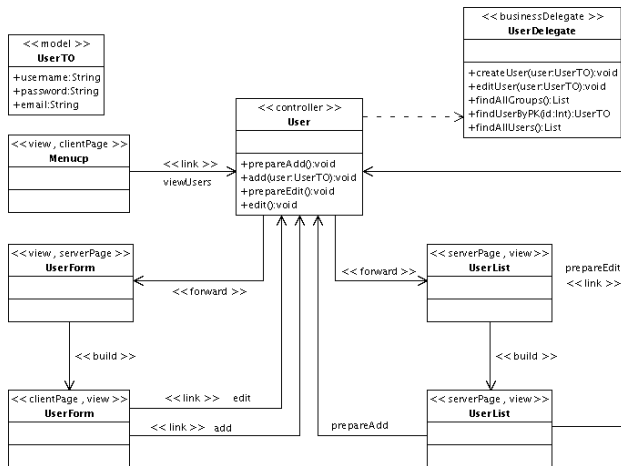 << model >>
UserTO
+username:String
+password:String
+email:String
<< businessDelegate >>
UserDelegate
+createUser(user:UserTO):void
+editUser(user:UserTO):void
+findAllGroups():List
+findUserByPK(id:Int):UserTO
+findAllUsers():List
<< controller >>
User
+prepareAdd():void
+add(user:UserTO):void
+prepareEdit():void
+edit():void
<< view , clientPage >>
Menucp
<< link >>
viewUsers
<< view , serverPage >>
UserForm
<< forward >>
<< forward >>
<< serverPage , view >>
UserList
prepareEdit
<< link >>
<< build >>
<< build >>
<< clientPage , view >>
UserForm
<< link >> edit
<< link >> add
prepareAdd
<< serverPage , view >>
UserList